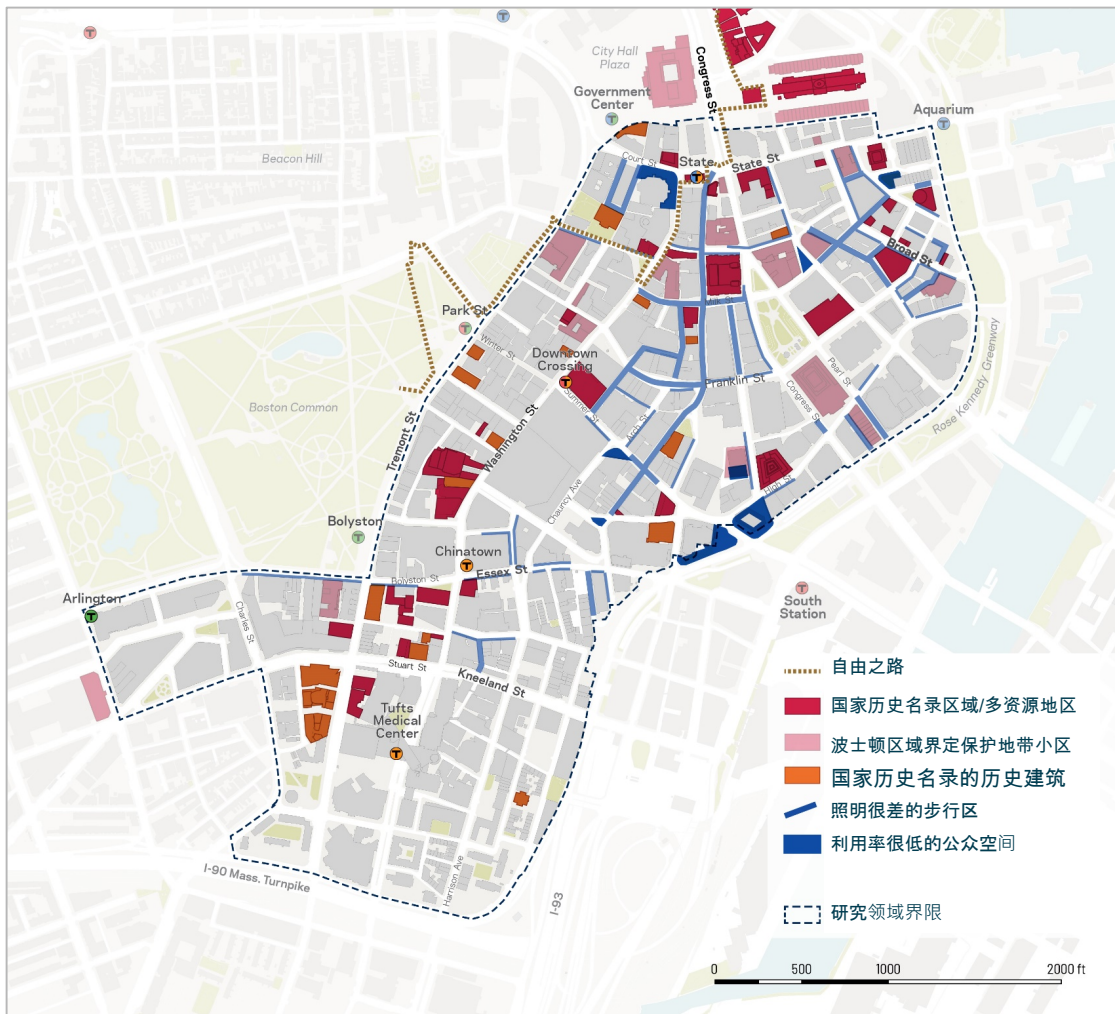 City Hall
Plaza
Congress St
Government
Center
Aquarium
Beacon Hill
Court St
State
State St
Broad St
Park St
Milk St
Winter St
Downtown
Crossing
Franklin St
Pearl St
Congress St
Rose Kennedy Greenway
Boston Common
Summer St
Arch St
Tremont St
Washington St
High St
Chauncy Ave
Bolyston
Chinatown
Essex St
Bolyston St
South
Station
Arlington
Charles St
Stuart St
Kneeland St
Tufts
Medical
Center
Harrison Ave
I-90 Mass. Turnpike
I-93
自由之路
国家历史名录区域/多资源地区
波士顿区域界定保护地带小区
国家历史名录的历史建筑
照明很差的步行区
利用率很低的公众空间
研究领域界限
0 500 1000 2000 ft
T
T
T
T
T
T
T
T
T
T
T